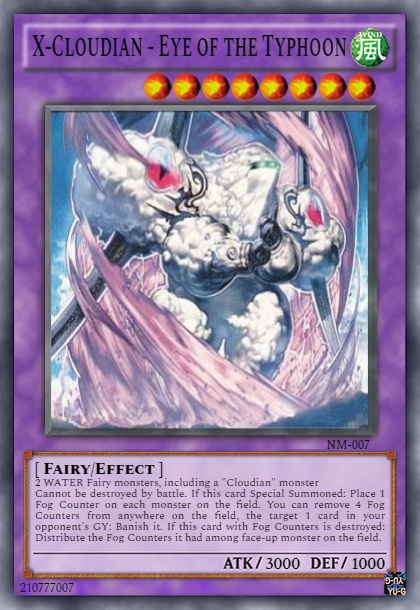 X-Cloudian - Eye of the Typhoon
WIND
風
NM-007
[ Fairy/Effect ]
2 WATER Fairy monsters, including a "Cloudian" monster
Cannot be destroyed by battle. If this card Special Summoned: Place 1
Fog Counter on each monster on the field. You can remove 4 Fog
Counters from anywhere on the field, the target 1 card in your
opponent's GY: Banish it. If this card with Fog Counters is destroyed:
Distribute the Fog Counters it had among face-up monster on the field.
ATK/ 3000 DEF/ 1000
210777007
YU-G
YU-G